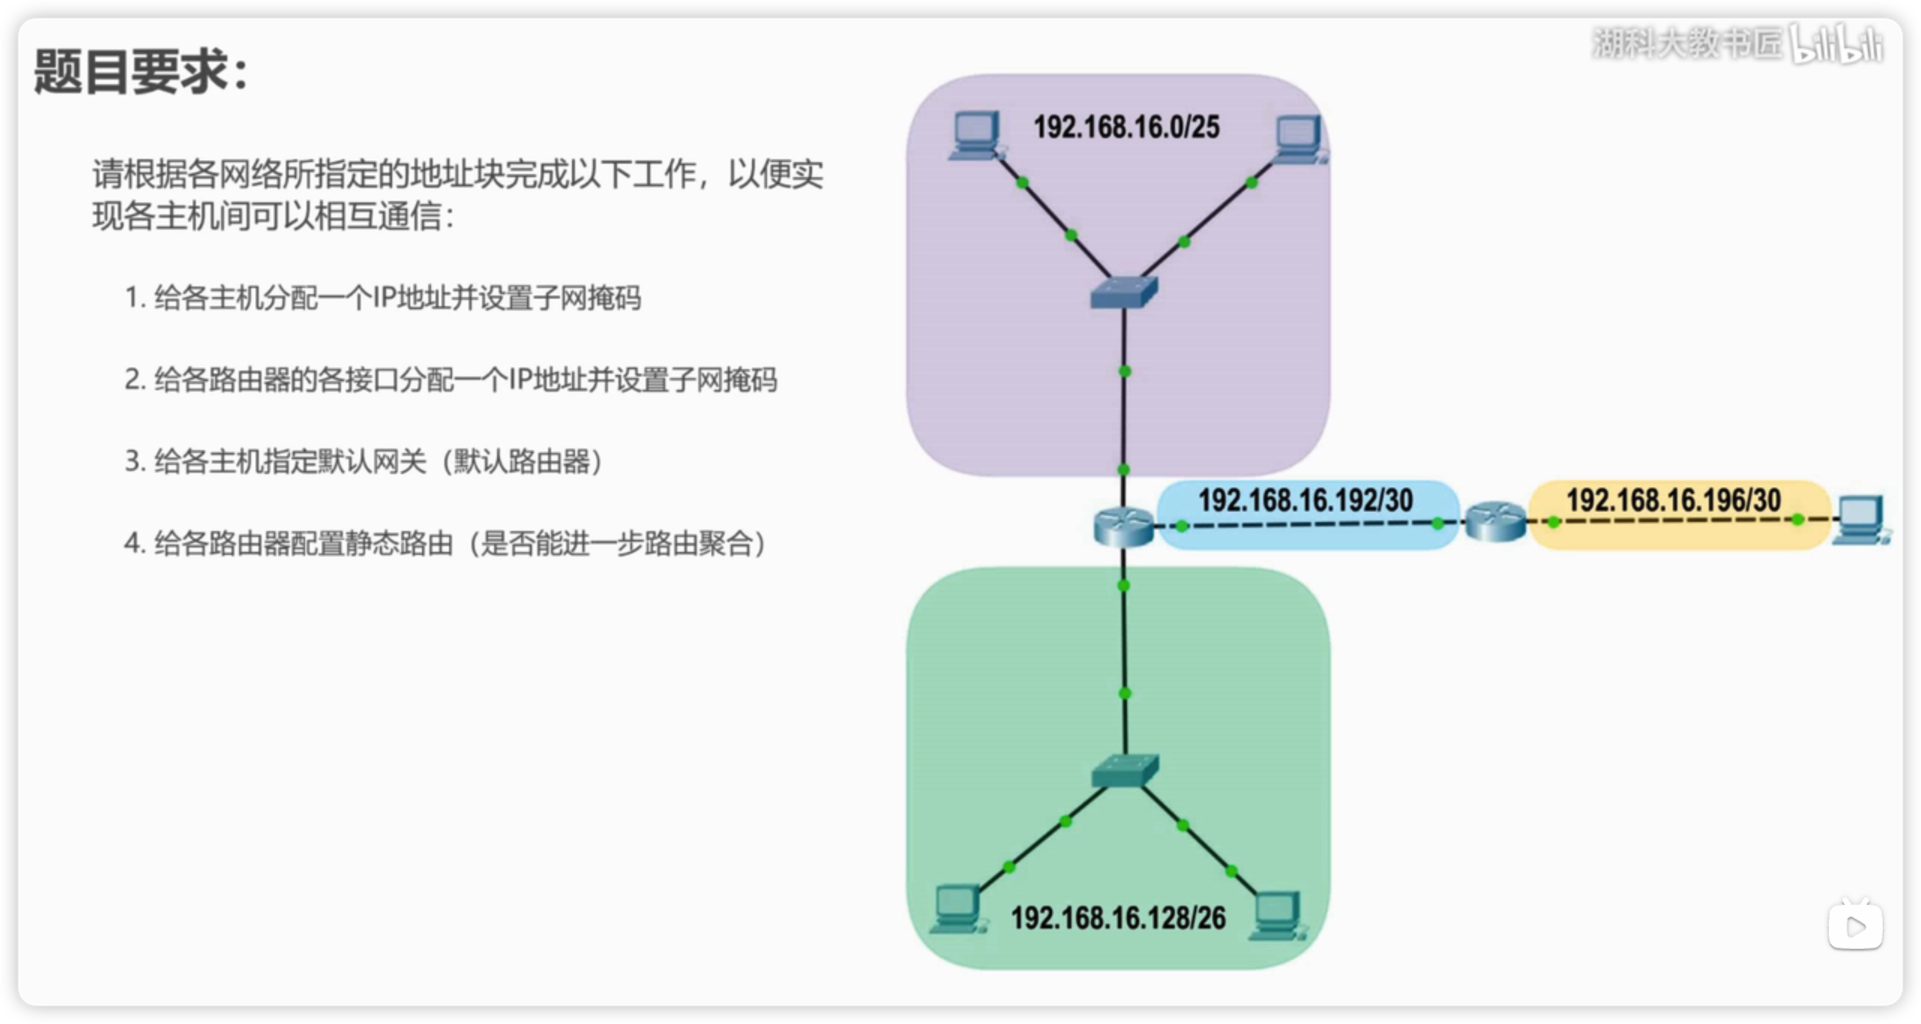 湖科大教书匠 bilibili
题目要求：
请根据各网络所指定的地址块完成以下工作，以便实
现各主机间可以相互通信：
1. 给各主机分配一个IP地址并设置子网掩码
2. 给各路由器的各接口分配一个IP地址并设置子网掩码
3. 给各主机指定默认网关（默认路由器）
4. 给各路由器配置静态路由（是否能进一步路由聚合）
192.168.16.0/25
192.168.16.192/30
192.168.16.196/30
192.168.16.128/26